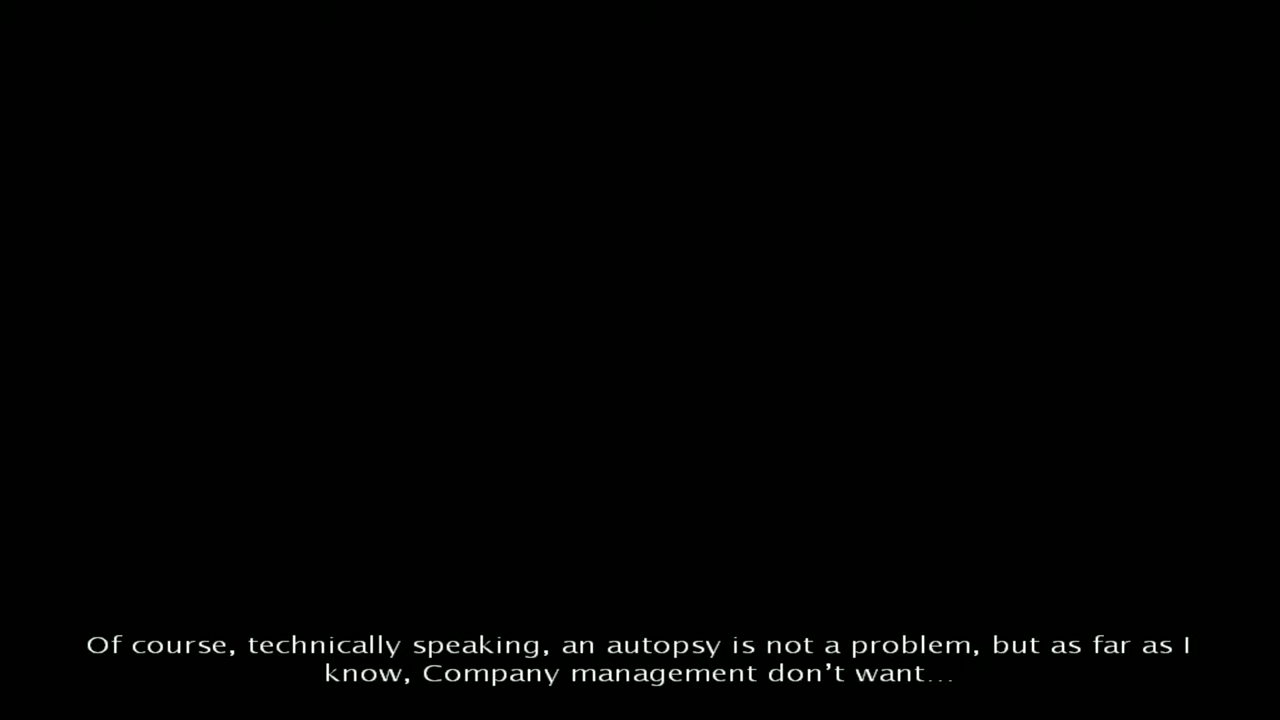 Of course, technically speaking, an autopsy is not a problem, but as far as I
know, Company management don't want...